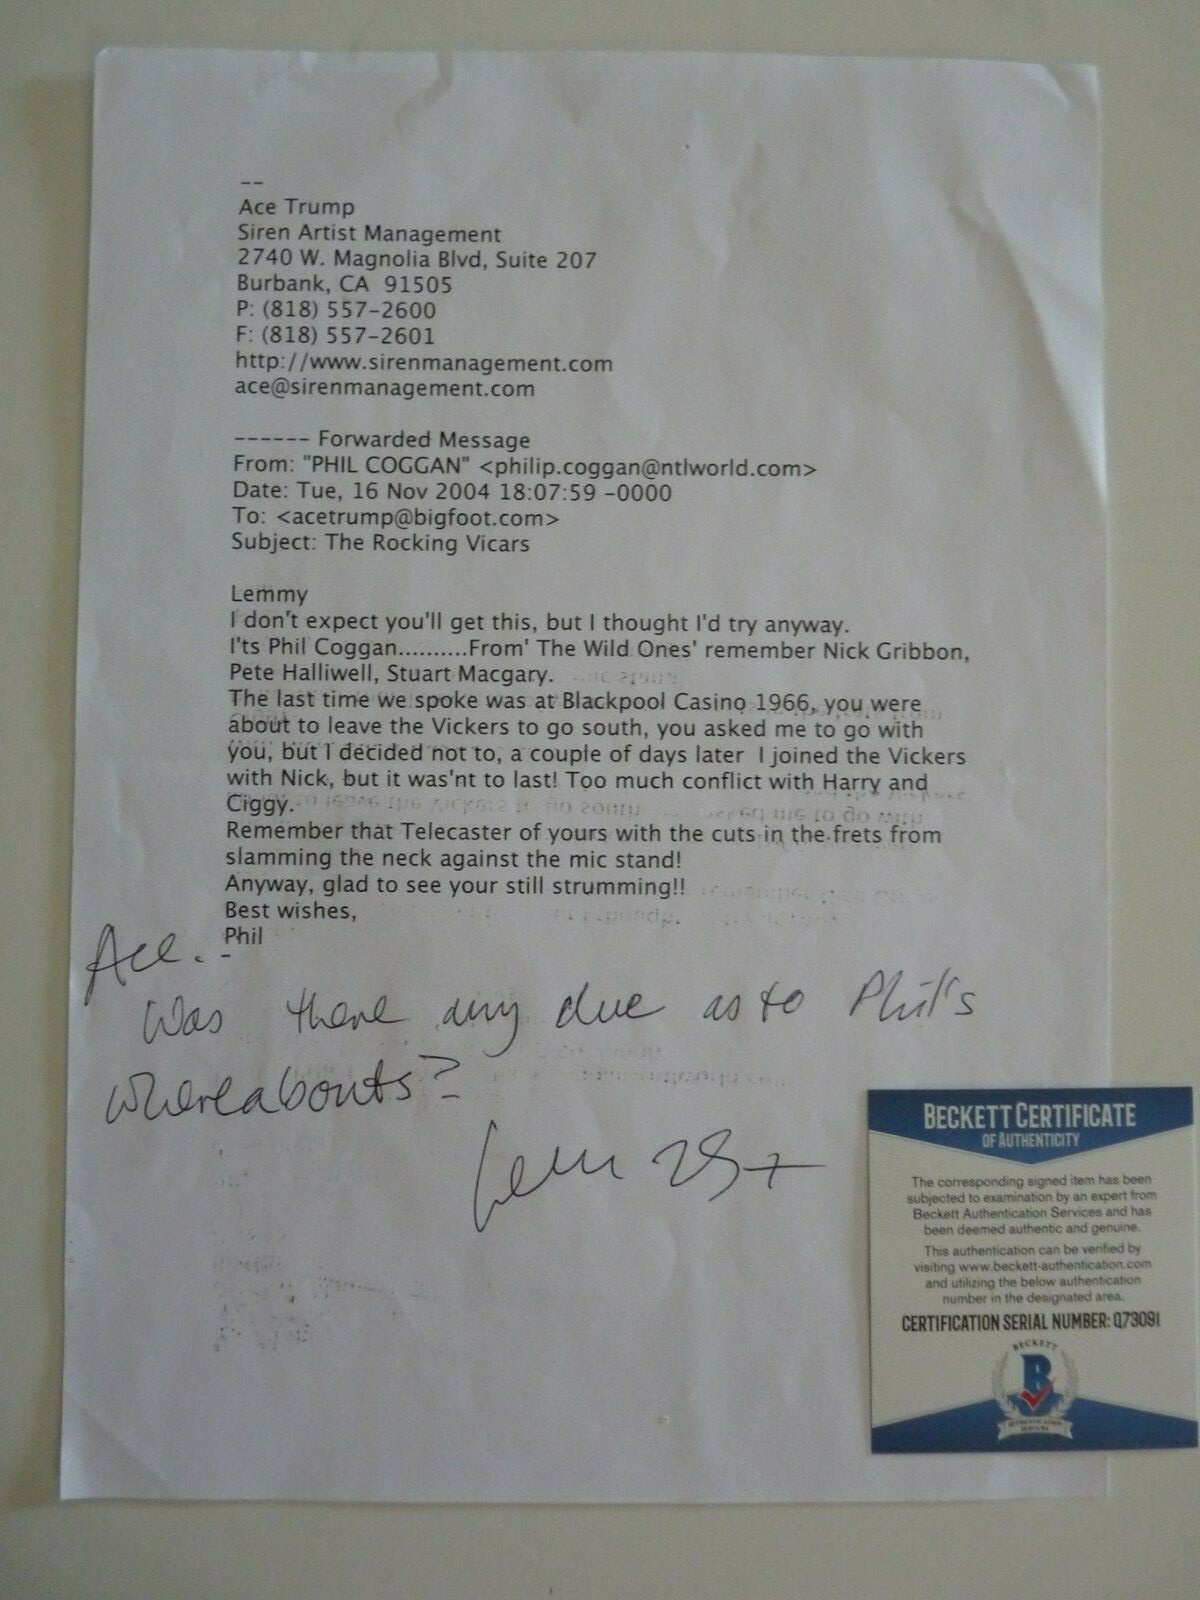 --
Ace Trump
Siren Artist Management
2740 W. Magnolia Blvd, Suite 207
Burbank, CA 91505
P: (818) 557-2600
F: (818) 557-2601
http://www.sirenmanagement.com
ace@sirenmanagement.com
------ Forwarded Message
From: "PHIL COGGAN" <philip.coggan@ntlworld.com>
Date: Tue, 16 Nov 2004 18:07:59 -0000
To: <acetrump@bigfoot.com>
Subject: The Rocking Vicars
Lemmy
I don't expect you'll get this, but I thought I'd try anyway.
I'ts Phil Coggan..........From' The Wild Ones' remember Nick Gribbon,
Pete Halliwell, Stuart Macgary.
The last time we spoke was at Blackpool Casino 1966, you were
about to leave the Vickers to go south, you asked me to go with
you, but I decided not to, a couple of days later I joined the Vickers
with Nick, but it was'nt to last! Too much conflict with Harry and
Ciggy.
Remember that Telecaster of yours with the cuts in the frets from
slamming the neck against the mic stand!
Anyway, glad to see your still strumming!!
Best wishes,
Phil
Ace.
Was there any clue as to Phil's
whereabouts?
BECKETT CERTIFICATE
OF AUTHENTICITY
The corresponding signed item has been
subjected to examination by an expert from
Beckett Authentication Services and has
been deemed authentic and genuine.
This authentication can be verified by
visiting www.beckett-authentication.com
and utilizing the below authentication
number in the designated area.
CERTIFICATION SERIAL NUMBER: Q73091
BECKETT
B